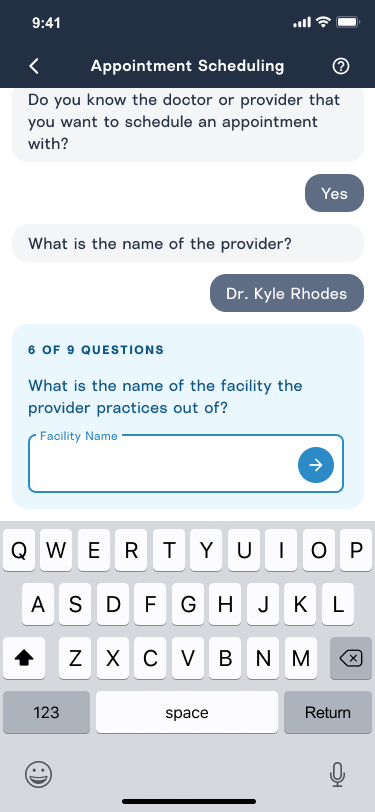 9:41
Appointment Scheduling
Do you know the doctor or provider that
you want to schedule an appointment
with?
Yes
What is the name of the provider?
Dr. Kyle Rhodes
6 OF 9 QUESTIONS
What is the name of the facility the
provider practices out of?
Facility Name
Q W E R T Y U I O P
A S D F G H J K L
Z X C V B N M
123 space Return